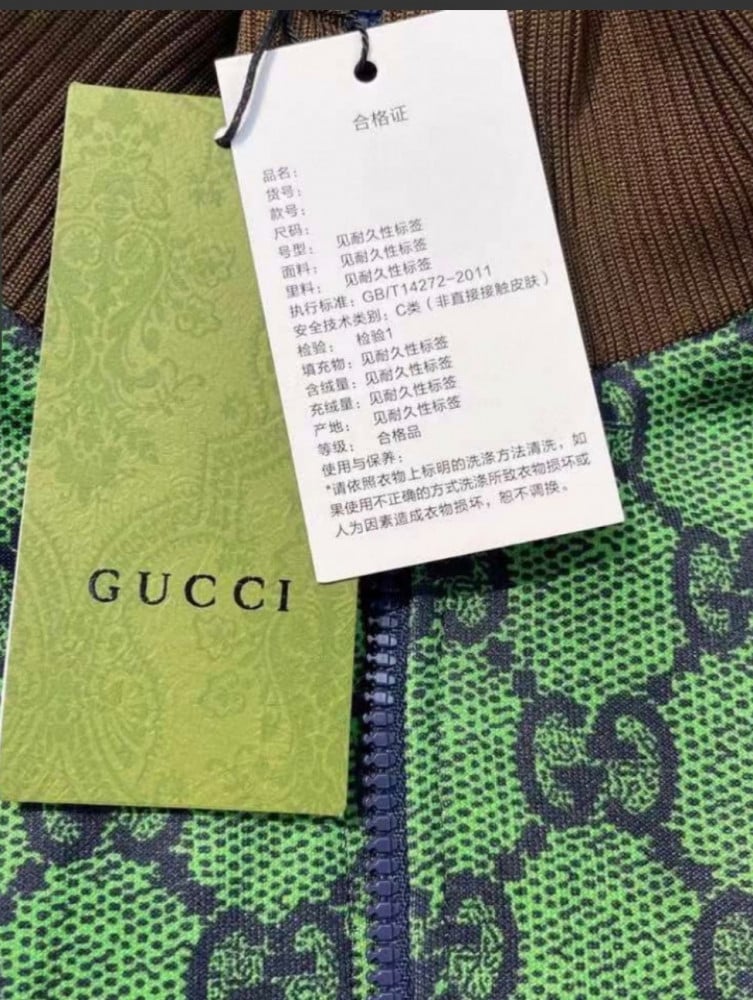 合格证
品名：
货号：
款号：
尺码：
号型： 见耐久性标签
面料： 见耐久性标签
里料： 见耐久性标签
执行标准：GB/T14272-2011
安全技术类别：C类（非直接接触皮肤）
检验： 检验1
填充物：见耐久性标签
含绒量：见耐久性标签
充绒量：见耐久性标签
产地： 见耐久性标签
等级： 合格品
使用与保养：
*请依照衣物上标明的洗涤方法清洗，如
果使用不正确的方式洗涤所致衣物损坏或
人为因素造成衣物损坏，恕不调换。
GUCCI